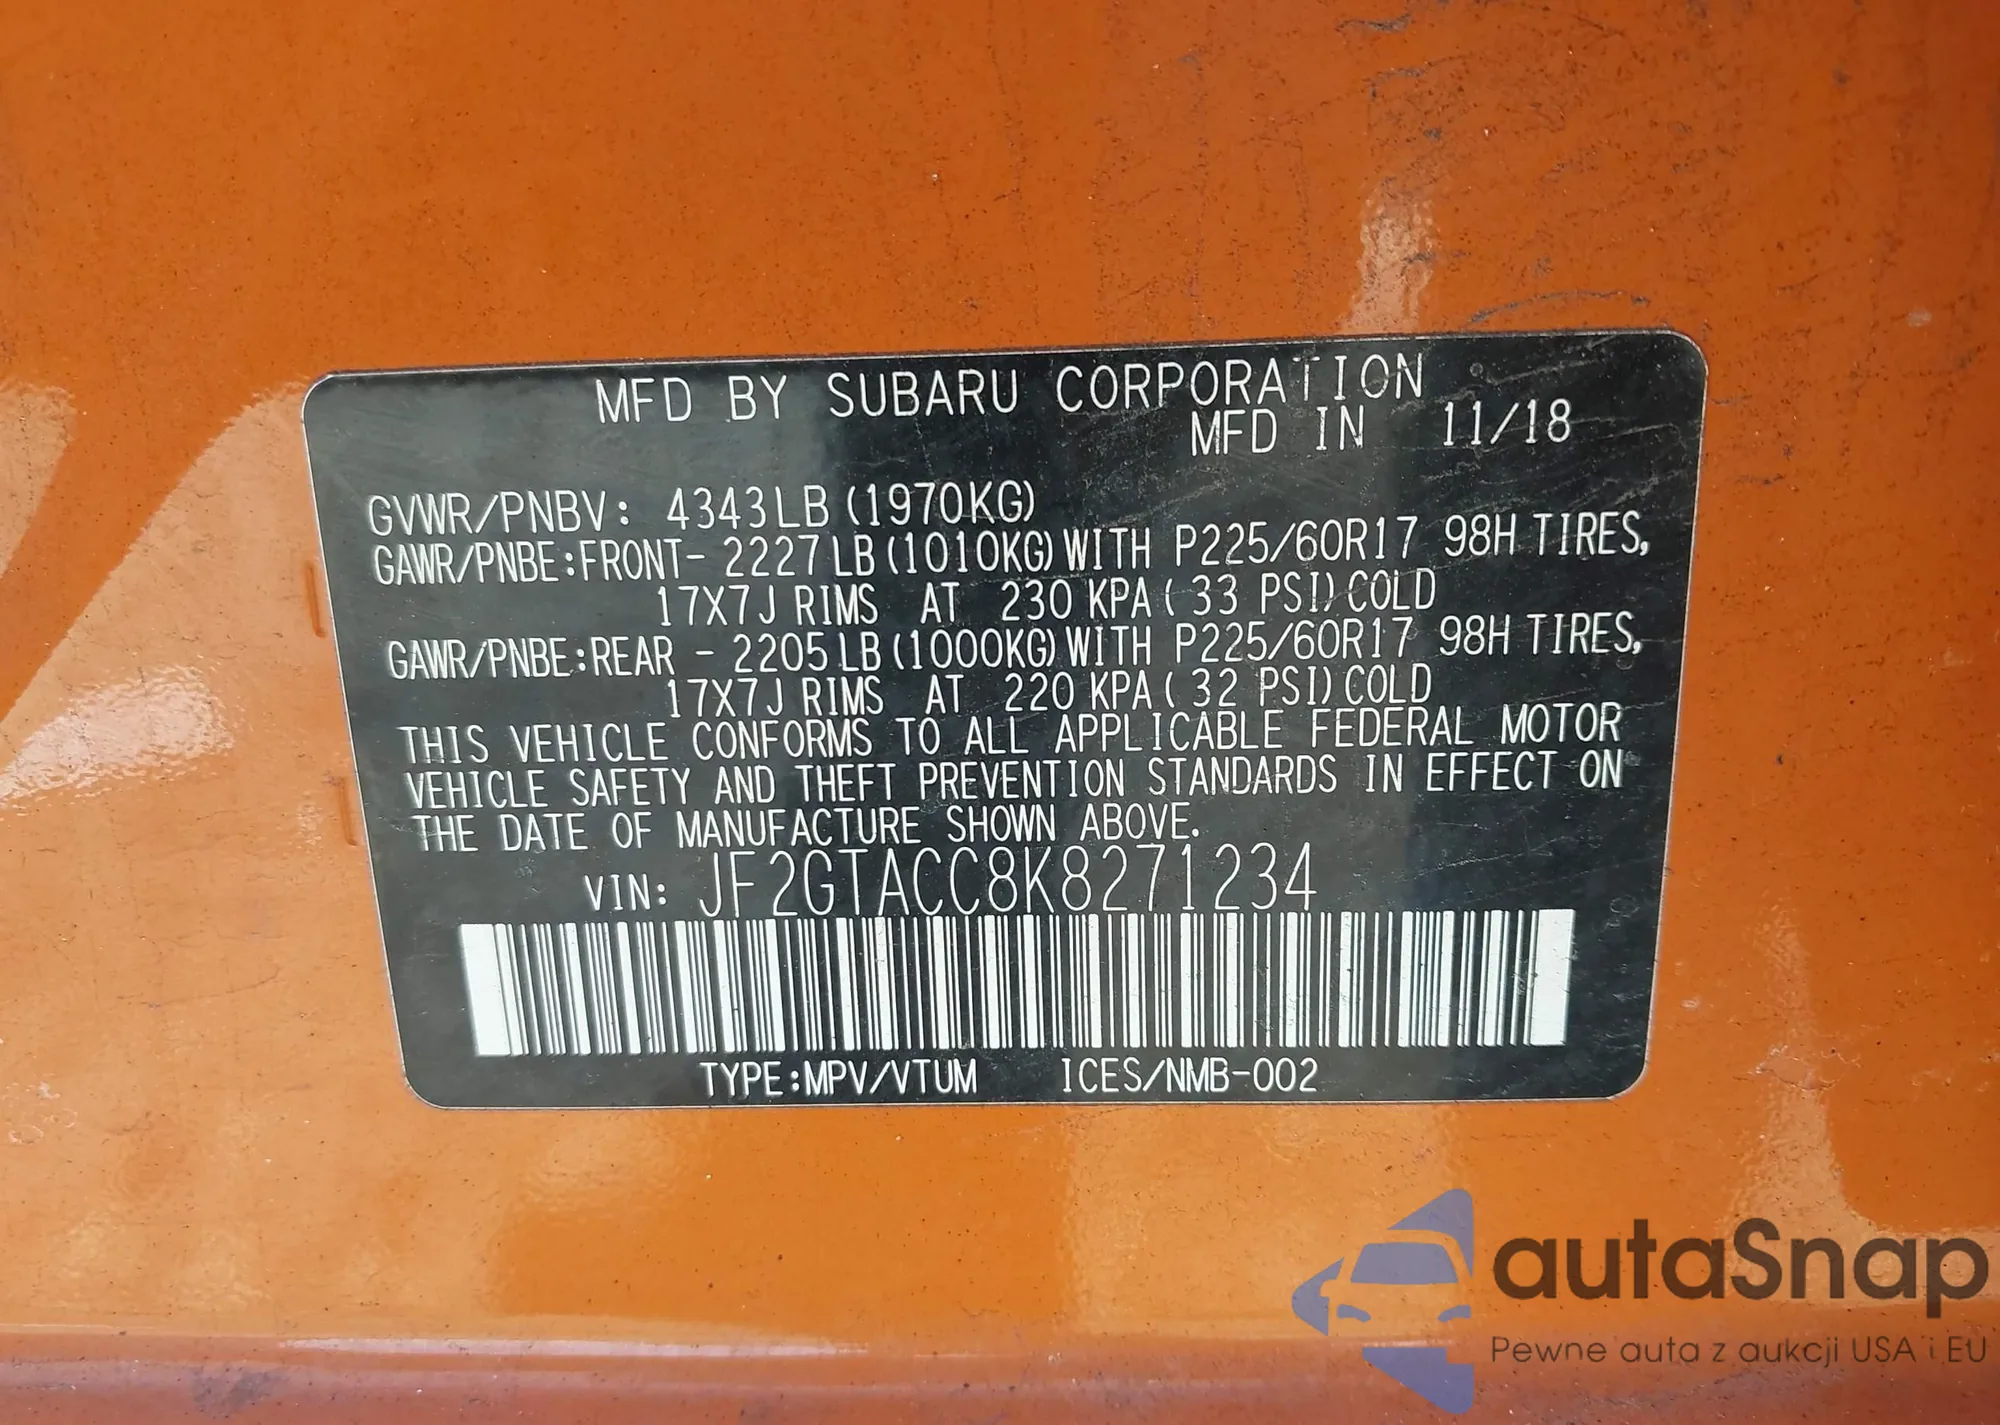 MFD BY SUBARU CORPORATION
MFD IN 11/18
GVWR/PNBV: 4343LB (1970KG)
GAWR/PNBE:FRONT- 2227LB (1010KG) WITH P225/60R17 98H TIRES,
17X7J RIMS AT 230 KPA ( 33 PSI) COLD
GAWR/PNBE:REAR - 2205LB (1000KG) WITH P225/60R17 98H TIRES,
17X7J RIMS AT 220 KPA ( 32 PSI) COLD
THIS VEHICLE CONFORMS TO ALL APPLICABLE FEDERAL MOTOR
VEHICLE SAFETY AND THEFT PREVENTION STANDARDS IN EFFECT ON
THE DATE OF MANUFACTURE SHOWN ABOVE.
VIN: JF2GTACC8K8271234
TYPE:MPV/VTUM ICES/NMB-002
autaSnap
Pewne auta z aukcji USA i EU